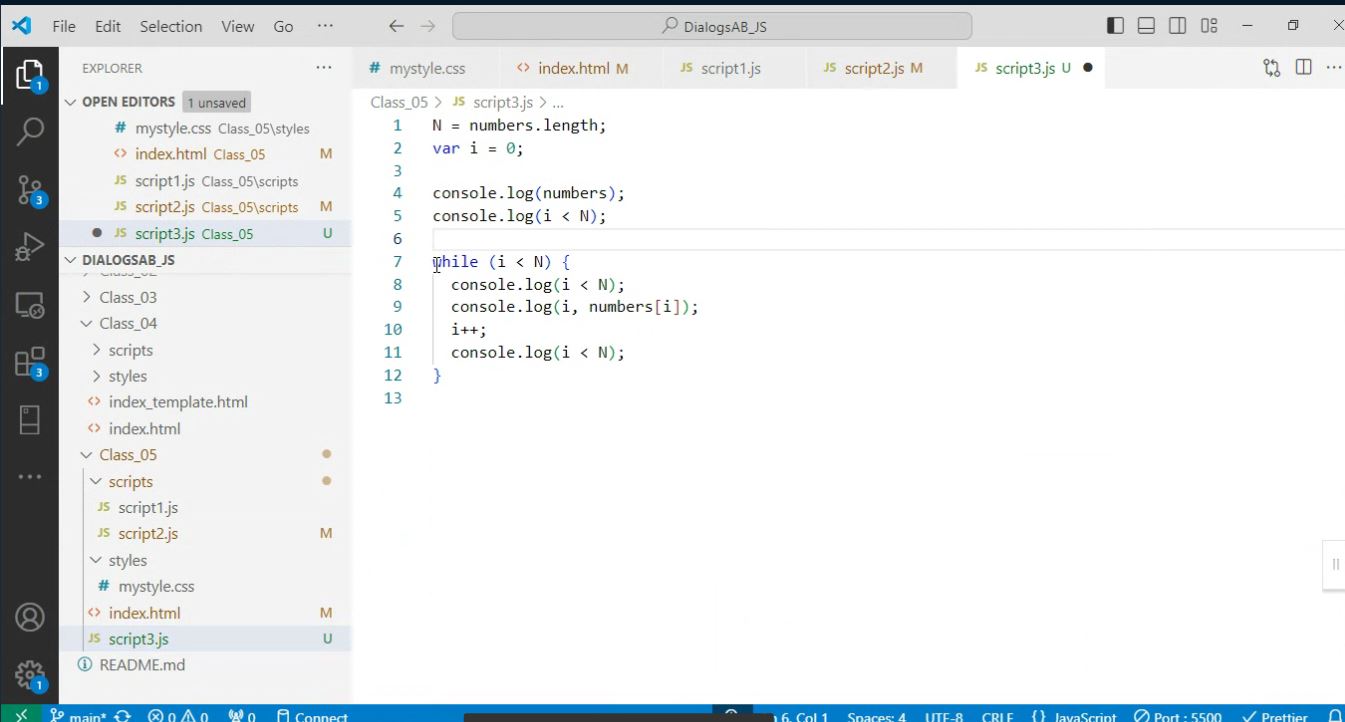 File Edit Selection View Go ··· DialogsAB_JS
EXPLORER ···
OPEN EDITORS 1 unsaved
# mystyle.css Class_05\styles
<> index.html Class_05 M
JS script1.js Class_05\scripts
JS script2.js Class_05\scripts M
JS script3.js Class_05 U
DIALOGSAB_JS
Class_02
Class_03
Class_04
scripts
styles
<> index_template.html
<> index.html
Class_05
scripts
JS script1.js
JS script2.js M
styles
# mystyle.css
<> index.html M
JS script3.js U
README.md
1
3
3
1
# mystyle.css <> index.html M JS script1.js JS script2.js M JS script3.js U
Class_05 > JS script3.js > ...
1 N = numbers.length;
2 var i = 0;
3
4 console.log(numbers);
5 console.log(i < N);
6
7 while (i < N) {
8 console.log(i < N);
9 console.log(i, numbers[i]);
10 i++;
11 console.log(i < N);
12 }
13
main* 0 0 0 Connect 6, Col 1 Spaces: 4 UTF-8 CRLF {} JavaScript Port : 5500 Prettier